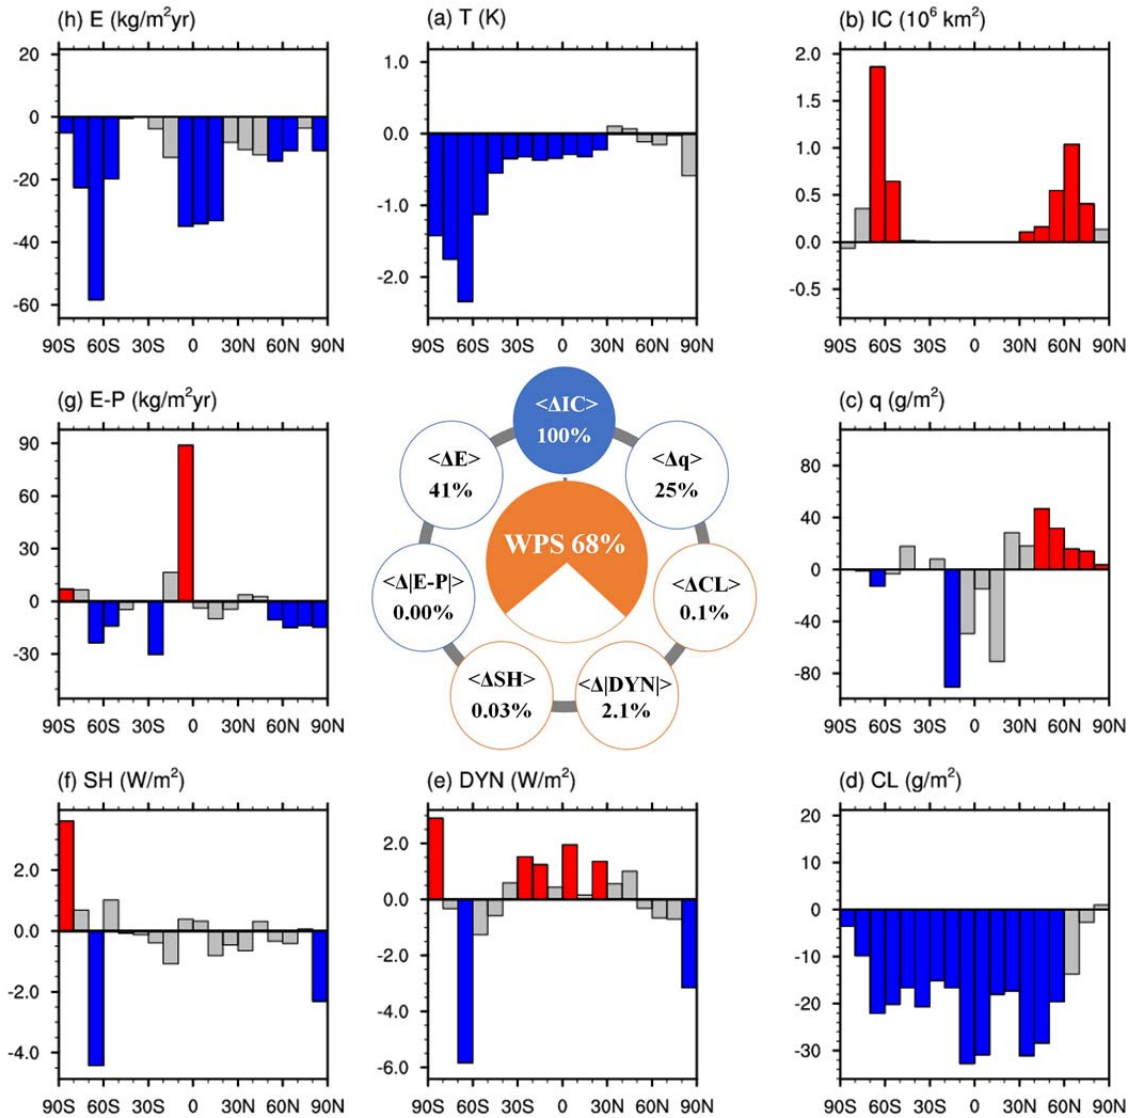 (h) E (kg/m²yr)
20
0
-20
-40
-60
90S 60S 30S 0 30N 60N 90N
(a) T (K)
1.0
0.0
-1.0
-2.0
90S 60S 30S 0 30N 60N 90N
(b) IC (10⁶ km²)
2.0
1.5
1.0
0.5
0.0
-0.5
90S 60S 30S 0 30N 60N 90N
(g) E-P (kg/m²yr)
90
60
30
0
-30
90S 60S 30S 0 30N 60N 90N
<ΔIC>
100%
<ΔE>
41%
<Δq>
25%
WPS 68%
<Δ|E-P|>
0.00%
<ΔCL>
0.1%
<ΔSH>
0.03%
<Δ|DYN|>
2.1%
(c) q (g/m²)
80
40
0
-40
-80
90S 60S 30S 0 30N 60N 90N
(f) SH (W/m²)
2.0
0.0
-2.0
-4.0
90S 60S 30S 0 30N 60N 90N
(e) DYN (W/m²)
2.0
0.0
-2.0
-4.0
-6.0
90S 60S 30S 0 30N 60N 90N
(d) CL (g/m²)
20
10
0
-10
-20
-30
90S 60S 30S 0 30N 60N 90N